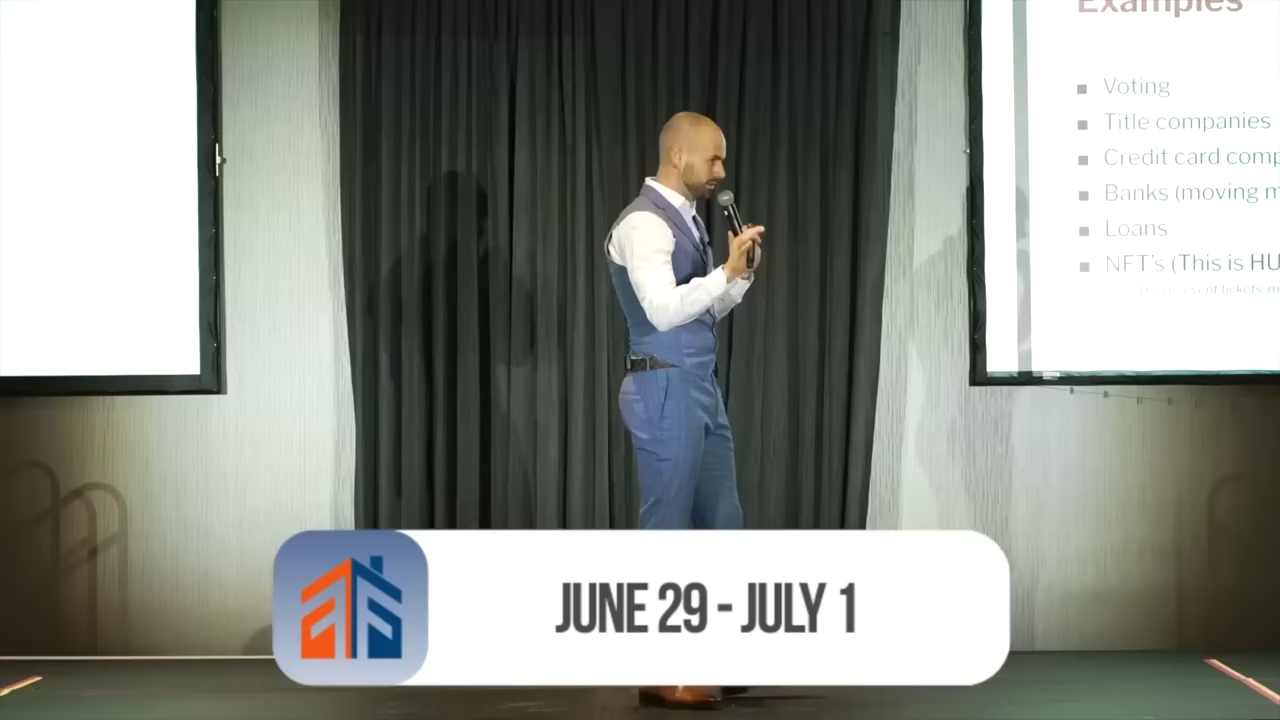 Examples
Voting
Title companies
Credit card comp
Banks (moving m
Loans
NFT's (This is HU
JUNE 29 - JULY 1